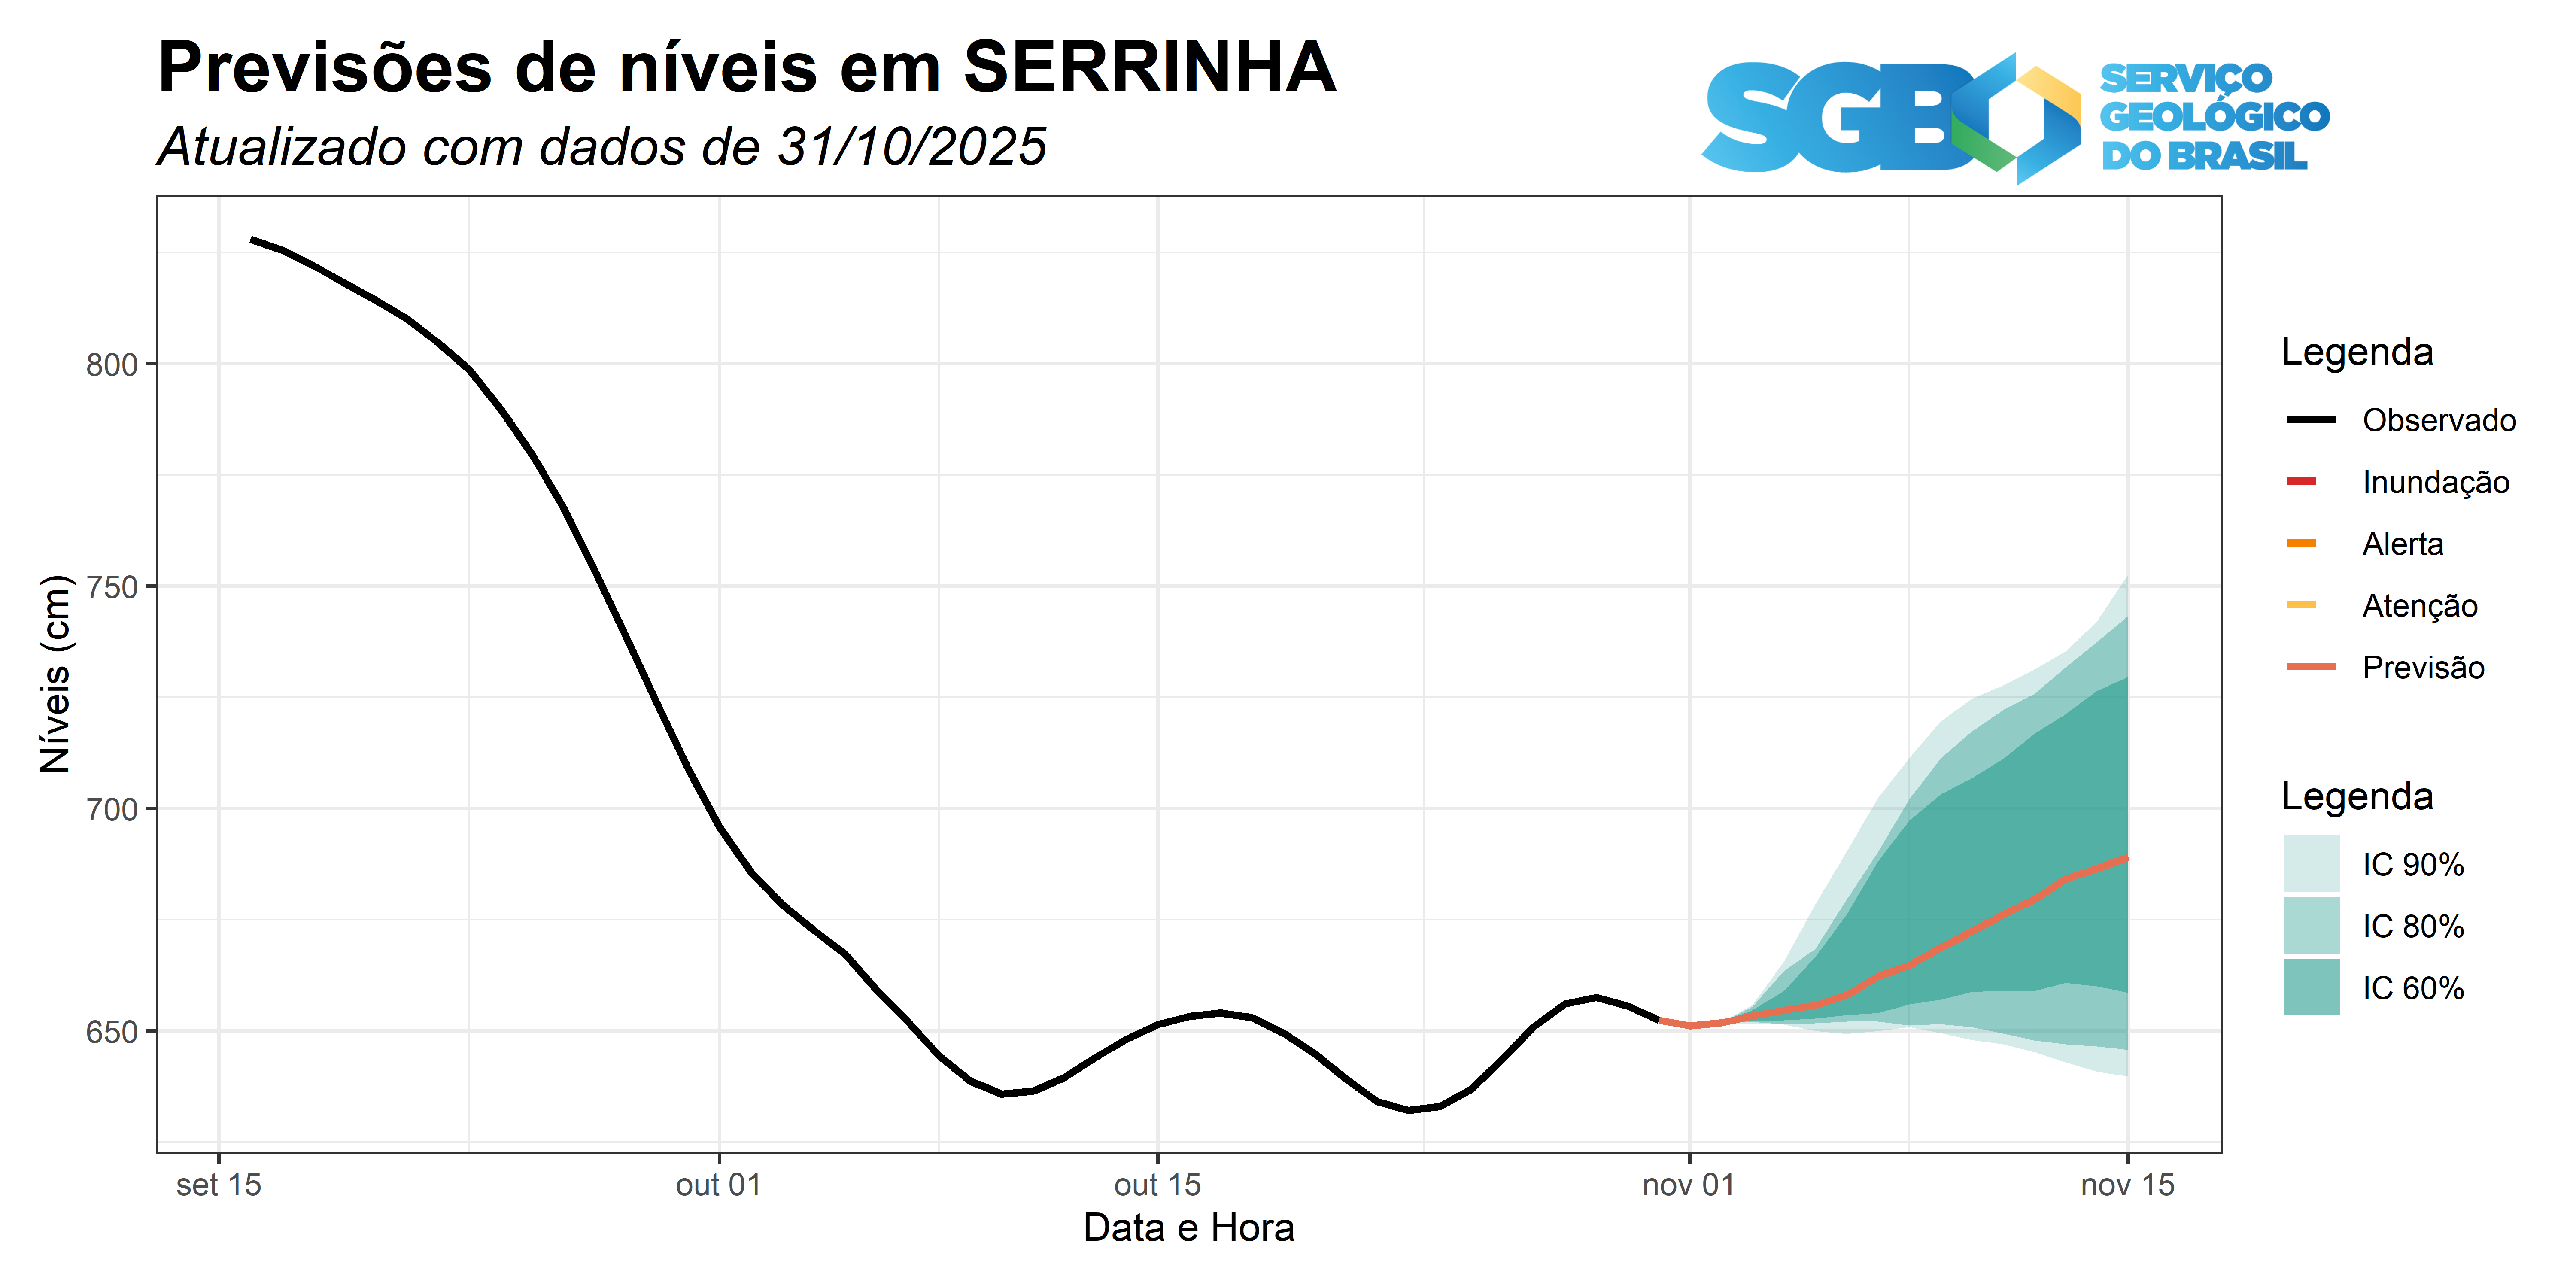 Previsões de níveis em SERRINHA
Atualizado com dados de 31/10/2025
SGB
SERVIÇO
GEOLÓGICO
DO BRASIL
Níveis (cm)
800
750
700
650
set 15
out 01
out 15
nov 01
nov 15
Data e Hora
Legenda
Observado
Inundação
Alerta
Atenção
Previsão
Legenda
IC 90%
IC 80%
IC 60%